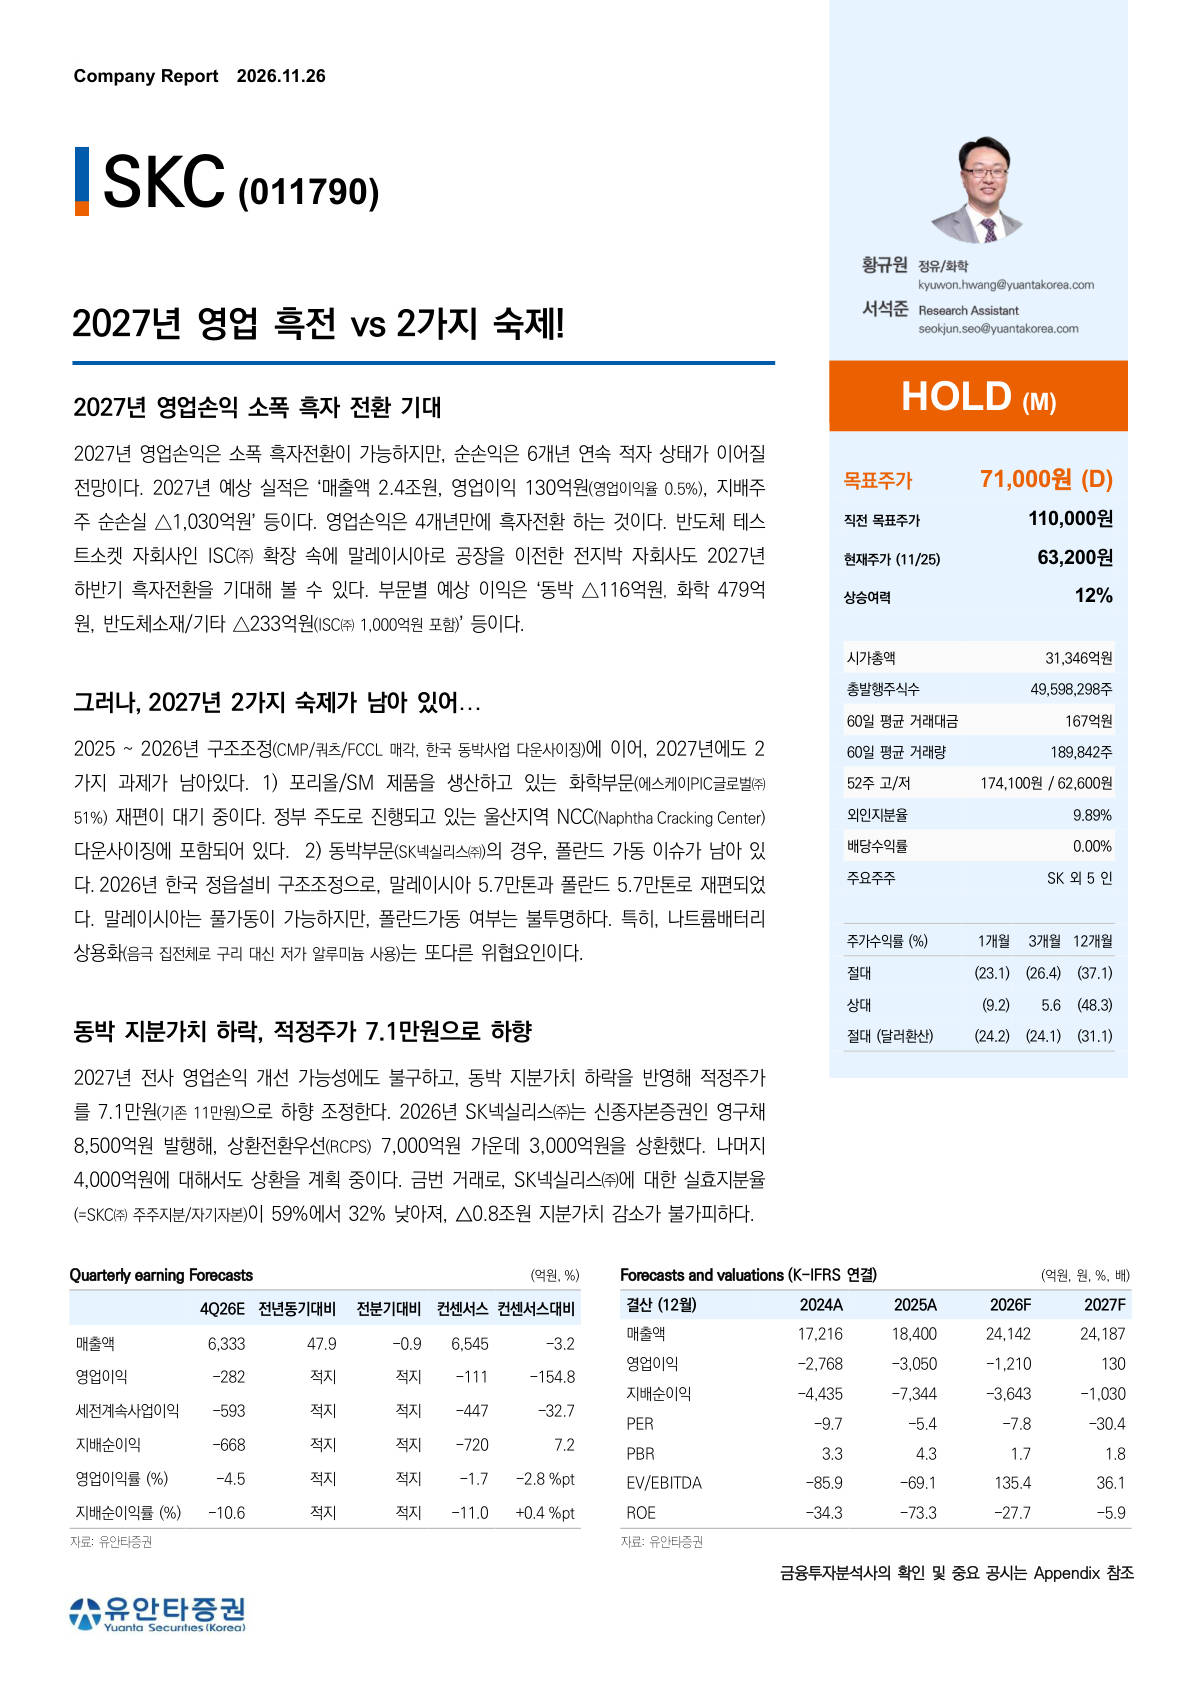 Company Report 2026.11.26
SKC (011790)
2027년 영업 흑전 vs 2가지 숙제!
2027년 영업손익 소폭 흑자 전환 기대
2027년 영업손익은 소폭 흑자전환이 가능하지만, 순손익은 6개년 연속 적자 상태가 이어질
전망이다. 2027년 예상 실적은 ‘매출액 2.4조원, 영업이익 130억원(영업이익율 0.5%), 지배주
주 순손실 △1,030억원’ 등이다. 영업손익은 4개년만에 흑자전환 하는 것이다. 반도체 테스
트소켓 자회사인 ISC㈜ 확장 속에 말레이시아로 공장을 이전한 전지박 자회사도 2027년
하반기 흑자전환을 기대해 볼 수 있다. 부문별 예상 이익은 ‘동박 △116억원, 화학 479억
원, 반도체소재/기타 △233억원(ISC㈜ 1,000억원 포함)’ 등이다.
그러나, 2027년 2가지 숙제가 남아 있어…
2025 ~ 2026년 구조조정(CMP/쿼츠/FCCL 매각, 한국 동박사업 다운사이징)에 이어, 2027년에도 2
가지 과제가 남아있다. 1) 포리올/SM 제품을 생산하고 있는 화학부문(에스케이PIC글로벌㈜
51%) 재편이 대기 중이다. 정부 주도로 진행되고 있는 울산지역 NCC(Naphtha Cracking Center)
다운사이징에 포함되어 있다. 2) 동박부문(SK넥실리스㈜)의 경우, 폴란드 가동 이슈가 남아 있
다. 2026년 한국 정읍설비 구조조정으로, 말레이시아 5.7만톤과 폴란드 5.7만톤로 재편되었
다. 말레이시아는 풀가동이 가능하지만, 폴란드가동 여부는 불투명하다. 특히, 나트륨배터리
상용화(음극 집전체로 구리 대신 저가 알루미늄 사용)는 또다른 위협요인이다.
동박 지분가치 하락, 적정주가 7.1만원으로 하향
2027년 전사 영업손익 개선 가능성에도 불구하고, 동박 지분가치 하락을 반영해 적정주가
를 7.1만원(기존 11만원)으로 하향 조정한다. 2026년 SK넥실리스㈜는 신종자본증권인 영구채
8,500억원 발행해, 상환전환우선(RCPS) 7,000억원 가운데 3,000억원을 상환했다. 나머지
4,000억원에 대해서도 상환을 계획 중이다. 금번 거래로, SK넥실리스㈜에 대한 실효지분율
(=SKC㈜ 주주지분/자기자본)이 59%에서 32% 낮아져, △0.8조원 지분가치 감소가 불가피하다.
황규원 정유/화학
kyuwon.hwang@yuantakorea.com
서석준 Research Assistant
seokjun.seo@yuantakorea.com
HOLD (M)
목표주가 71,000원 (D)
직전 목표주가 110,000원
현재주가 (11/25) 63,200원
상승여력 12%
시가총액 31,346억원
총발행주식수 49,598,298주
60일 평균 거래대금 167억원
60일 평균 거래량 189,842주
52주 고/저 174,100원 / 62,600원
외인지분율 9.89%
배당수익률 0.00%
주요주주 SK 외 5 인
주가수익률 (%) 1개월 3개월 12개월
절대 (23.1) (26.4) (37.1)
상대 (9.2) 5.6 (48.3)
절대 (달러환산) (24.2) (24.1) (31.1)
Quarterly earning Forecasts (억원, %)
4Q26E 전년동기대비 전분기대비 컨센서스 컨센서스대비
매출액 6,333 47.9 -0.9 6,545 -3.2
영업이익 -282 적지 적지 -111 -154.8
세전계속사업이익 -593 적지 적지 -447 -32.7
지배순이익 -668 적지 적지 -720 7.2
영업이익률 (%) -4.5 적지 적지 -1.7 -2.8 %pt
지배순이익률 (%) -10.6 적지 적지 -11.0 +0.4 %pt
자료: 유안타증권
Forecasts and valuations (K-IFRS 연결) (억원, 원, %, 배)
결산 (12월) 2024A 2025A 2026F 2027F
매출액 17,216 18,400 24,142 24,187
영업이익 -2,768 -3,050 -1,210 130
지배순이익 -4,435 -7,344 -3,643 -1,030
PER -9.7 -5.4 -7.8 -30.4
PBR 3.3 4.3 1.7 1.8
EV/EBITDA -85.9 -69.1 135.4 36.1
ROE -34.3 -73.3 -27.7 -5.9
자료: 유안타증권
금융투자분석사의 확인 및 중요 공시는 Appendix 참조
유안타증권
Yuanta Securities (Korea)